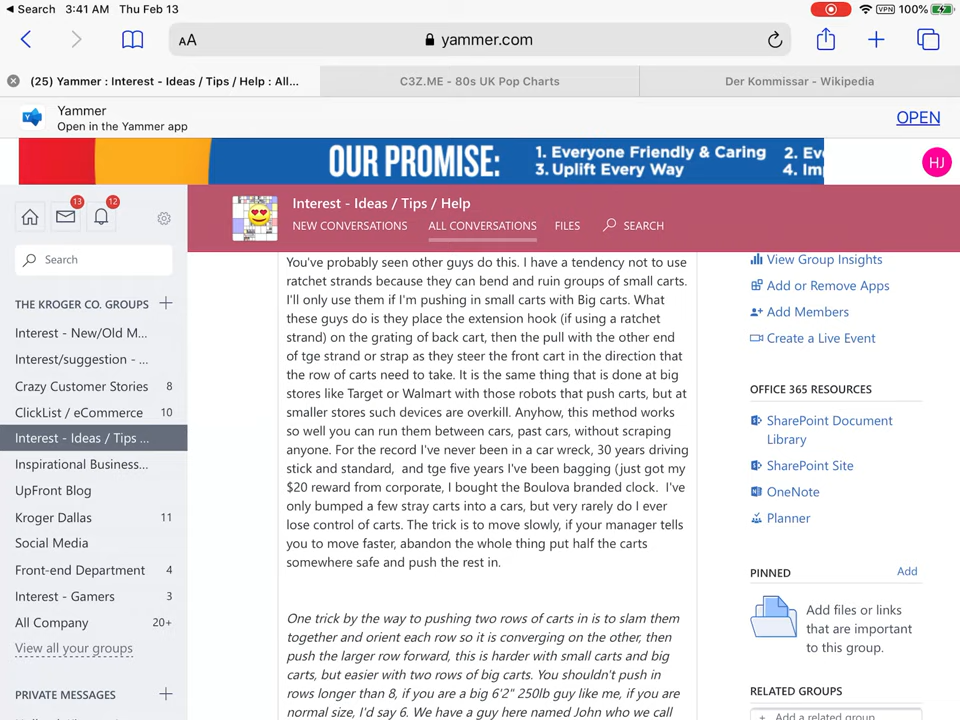 Search 3:41 AM Thu Feb 13 VPN 100%
AA yammer.com
(25) Yammer : Interest - Ideas / Tips / Help : All...
C3Z.ME - 80s UK Pop Charts
Der Kommissar - Wikipedia
Yammer
Open in the Yammer app
OPEN
OUR PROMISE:
1. Everyone Friendly & Caring 2. Ev
3. Uplift Every Way 4. Im
HJ
13
12
Interest - Ideas / Tips / Help
NEW CONVERSATIONS ALL CONVERSATIONS FILES SEARCH
Search
THE KROGER CO. GROUPS
Interest - New/Old M...
Interest/suggestion - ...
Crazy Customer Stories 8
ClickList / eCommerce 10
Interest - Ideas / Tips ...
Inspirational Business...
UpFront Blog
Kroger Dallas 11
Social Media
Front-end Department 4
Interest - Gamers 3
All Company 20+
View all your groups
PRIVATE MESSAGES
You've probably seen other guys do this. I have a tendency not to use
ratchet strands because they can bend and ruin groups of small carts.
I'll only use them if I'm pushing in small carts with Big carts. What
these guys do is they place the extension hook (if using a ratchet
strand) on the grating of back cart, then the pull with the other end
of tge strand or strap as they steer the front cart in the direction that
the row of carts need to take. It is the same thing that is done at big
stores like Target or Walmart with those robots that push carts, but at
smaller stores such devices are overkill. Anyhow, this method works
so well you can run them between cars, past cars, without scraping
anyone. For the record I've never been in a car wreck, 30 years driving
stick and standard, and tge five years I've been bagging (just got my
$20 reward from corporate, I bought the Boulova branded clock. I've
only bumped a few stray carts into a cars, but very rarely do I ever
lose control of carts. The trick is to move slowly, if your manager tells
you to move faster, abandon the whole thing put half the carts
somewhere safe and push the rest in.
One trick by the way to pushing two rows of carts in is to slam them
together and orient each row so it is converging on the other, then
push the larger row forward, this is harder with small carts and big
carts, but easier with two rows of big carts. You shouldn't push in
rows longer than 8, if you are a big 6'2" 250lb guy like me, if you are
normal size, I'd say 6. We have a guy here named John who we call
View Group Insights
Add or Remove Apps
Add Members
Create a Live Event
OFFICE 365 RESOURCES
SharePoint Document
Library
SharePoint Site
OneNote
Planner
PINNED Add
Add files or links
that are important
to this group.
RELATED GROUPS
+ Add a related group